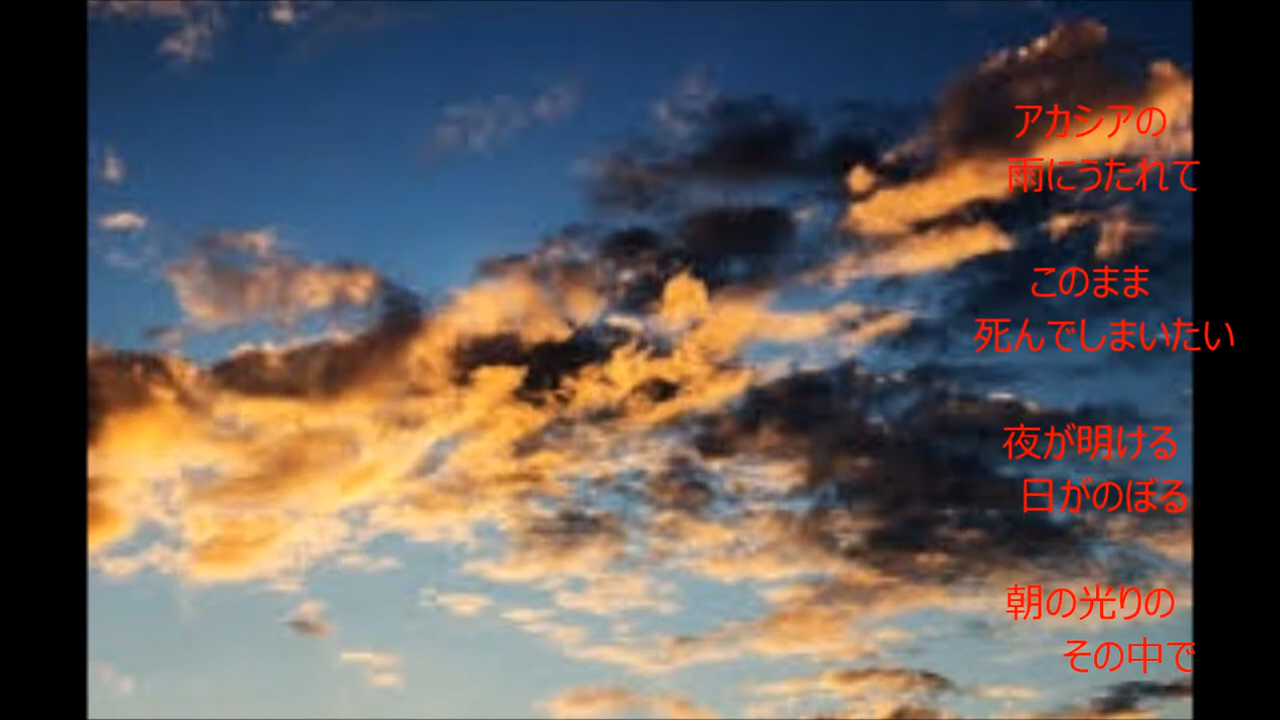 アカシアの
雨にうたれて
このまま
死んでしまいたい
夜が明ける
日がのぼる
朝の光りの
その中で